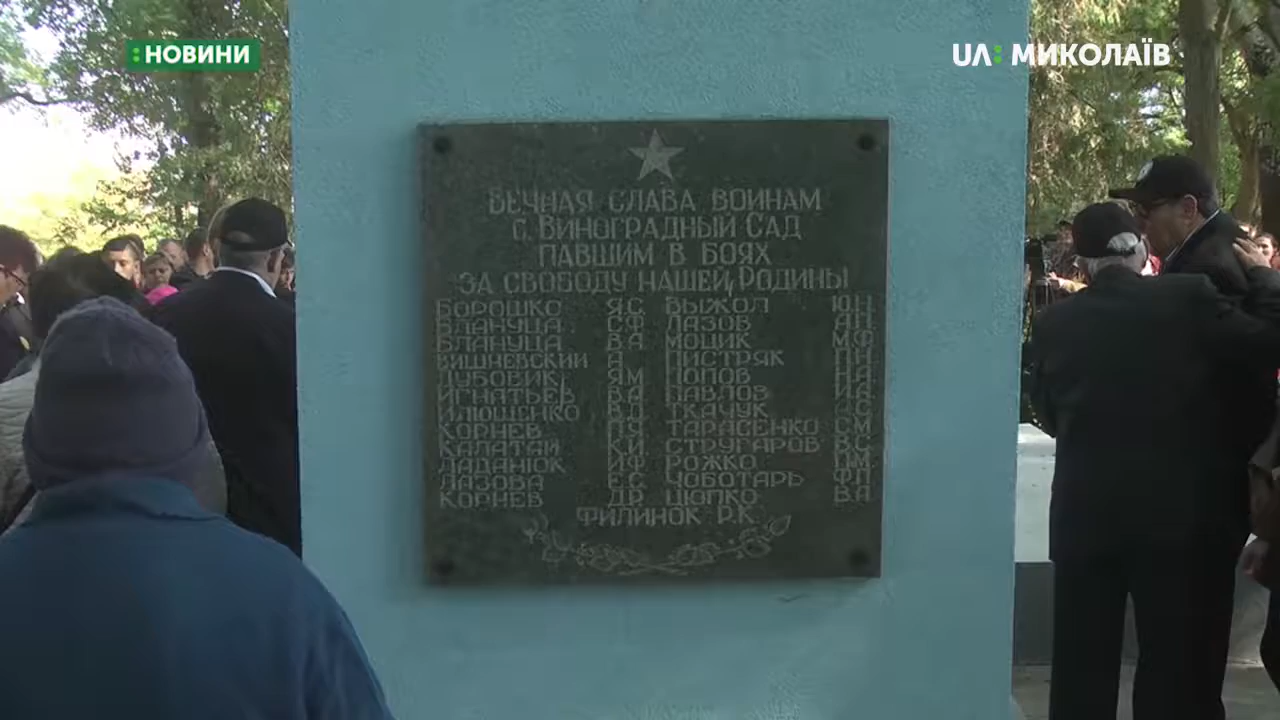 :НОВИНИ
UA: МИКОЛАЇВ
ВЕЧНАЯ СЛАВА ВОИНАМ
С. ВИНОГРАДНЫЙ САД
ПАВШИМ В БОЯХ
ЗА СВОБОДУ НАШЕЙ РОДИНЫ
БОРОШКО Я.С. ВЫЖОЛ Ю.Н.
БЛАНУЦА С.Ф. ЛАЗОВ
БЛАНУЦА В.А. МОЦИК М.Ф.
ВИШНЕВСКИЙ А. ПИСТРЯК
ДУБОВИК Я.М. ПОПОВ Н.А.
ИГНАТЬЕВ В.А. ПАВЛОВ И.А.
ИЛЮЩЕНКО В.Д. ТКАЧУК
КОРНЕВ П.Я. ТАРАСЕНКО С.М.
КАЛАТАЙ К.И. СТРУГАРОВ В.С.
ЛАДАНЮК И.Ф. РОЖКО
ЛАЗОВА Е.С. ЧОБОТАРЬ Ф.П.
КОРНЕВ Д.Р. ЦЮПКО В.А.
ФИЛИНОК Р.К.